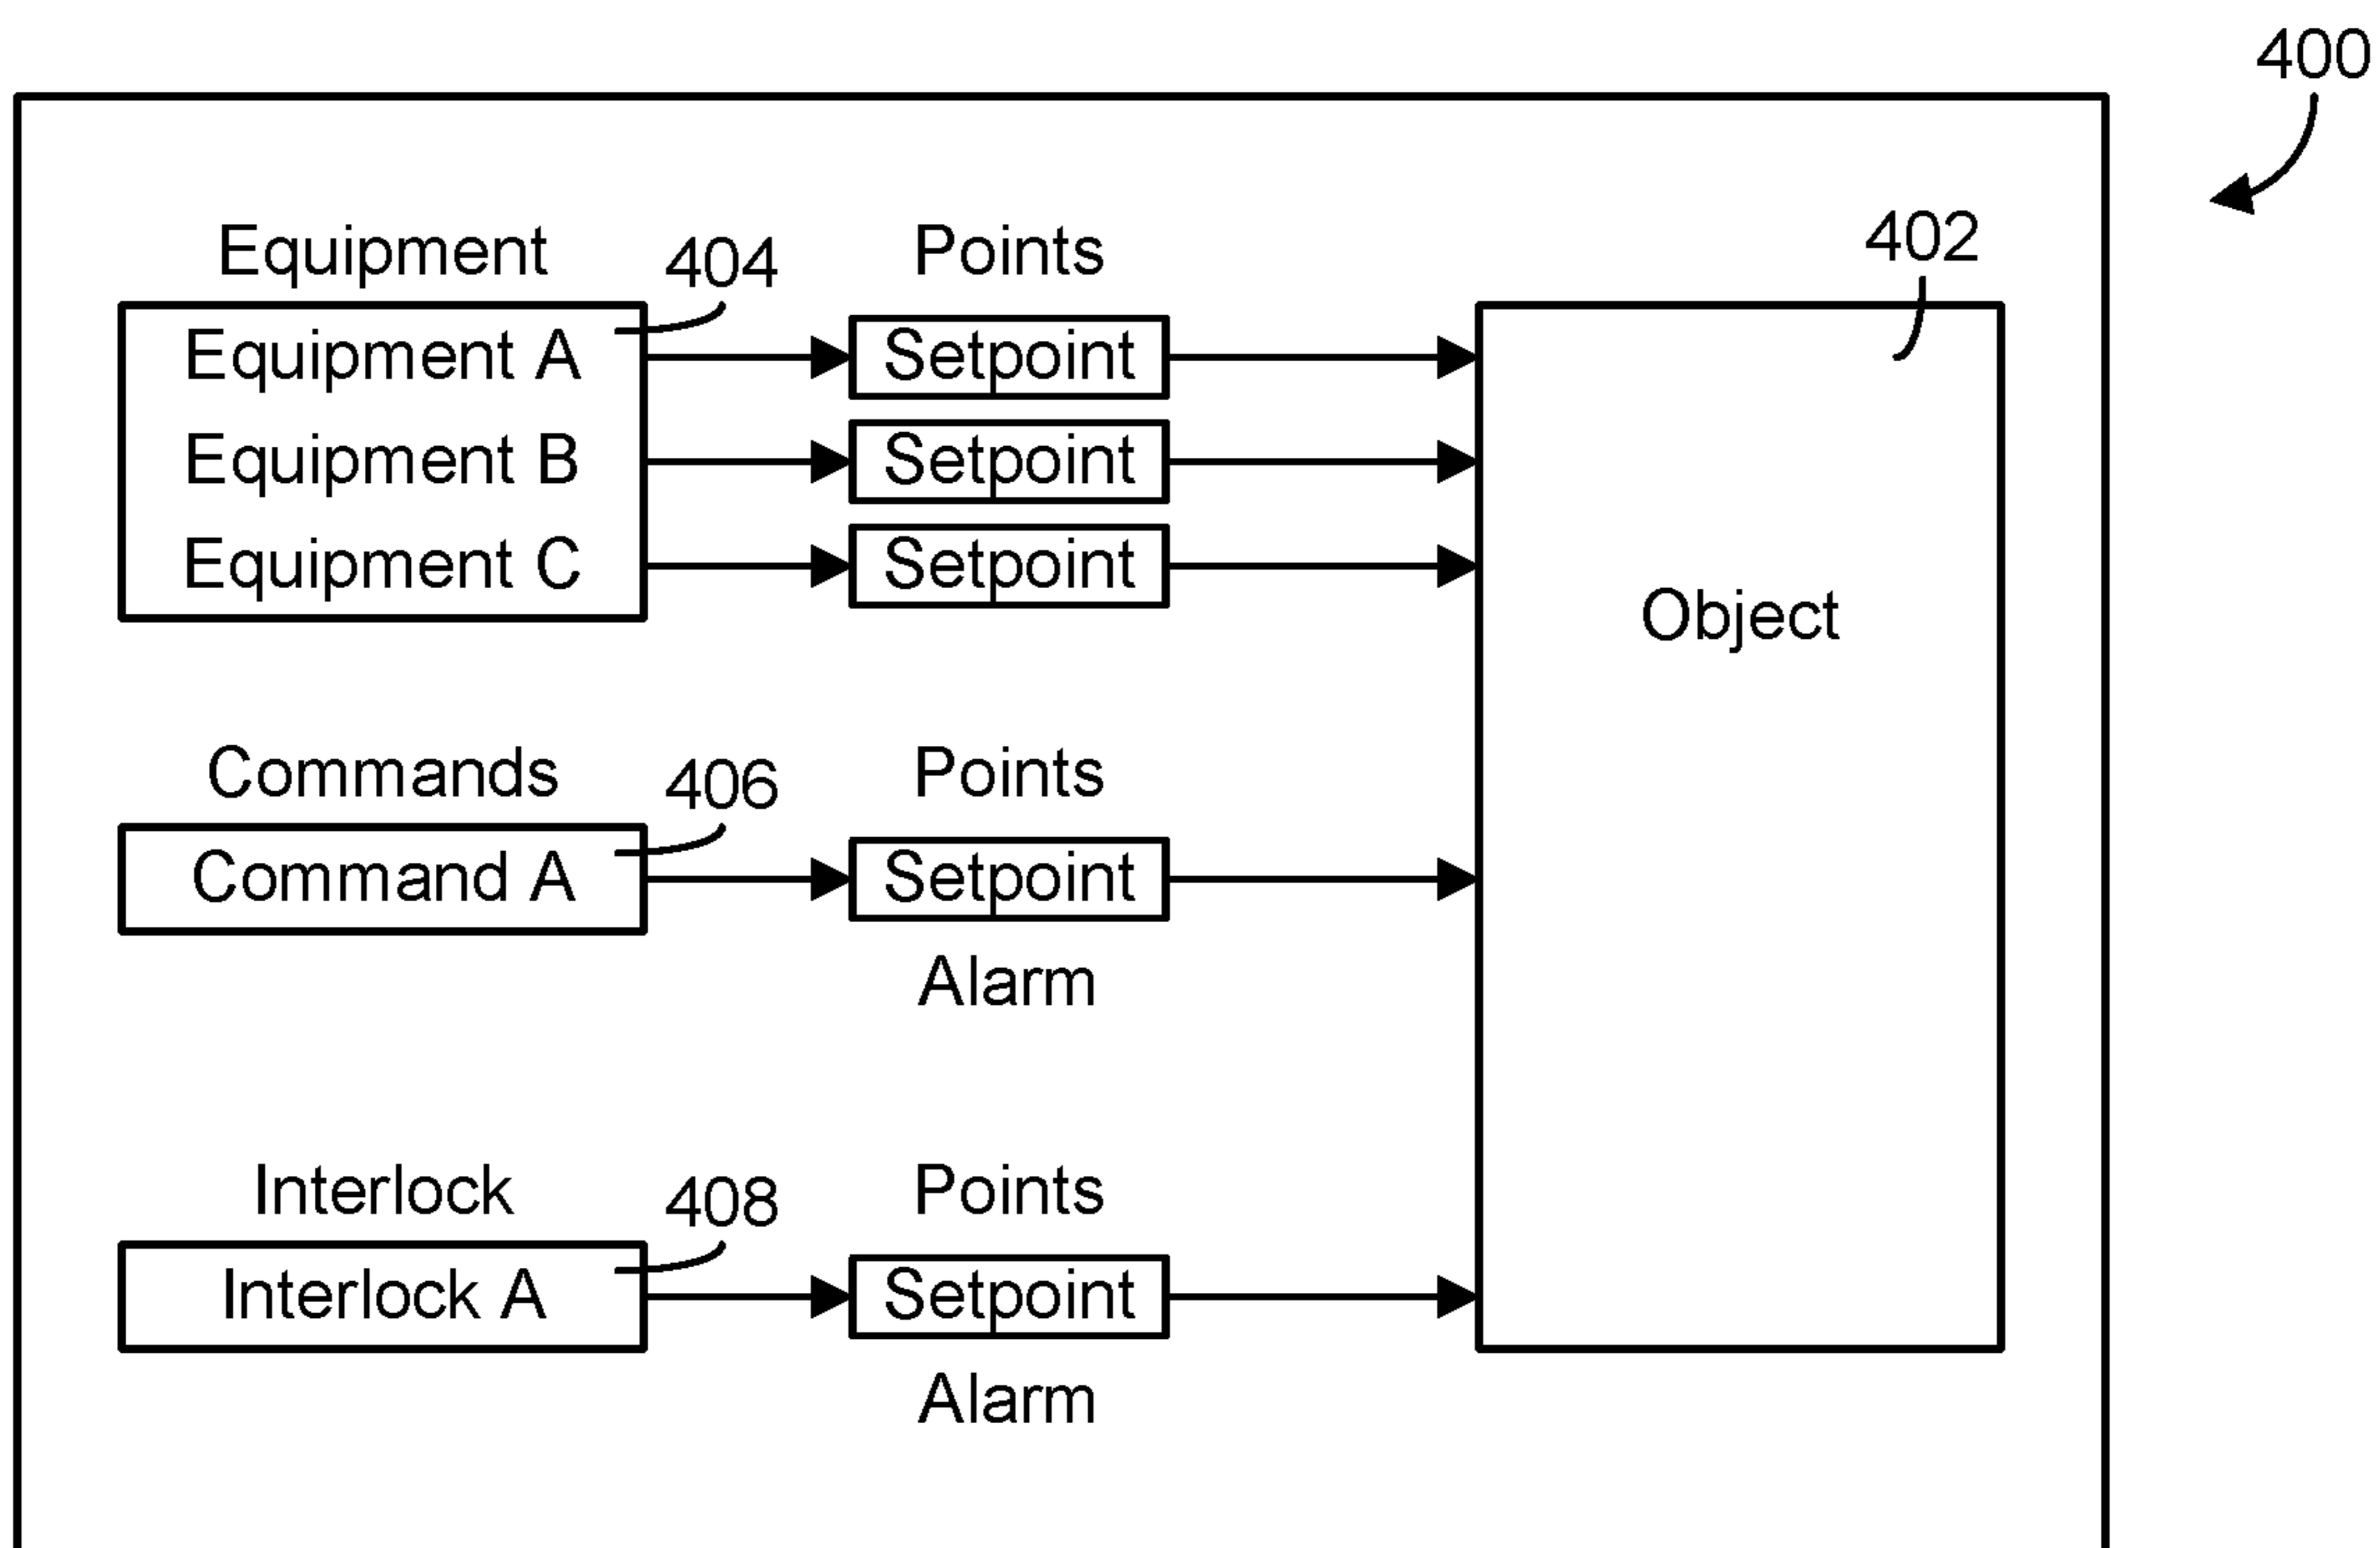 400
402
Equipment
404
Points
Equipment A
Setpoint
Equipment B
Setpoint
Equipment C
Setpoint
Object
Commands
406
Points
Command A
Setpoint
Alarm
Interlock
408
Points
Interlock A
Setpoint
Alarm